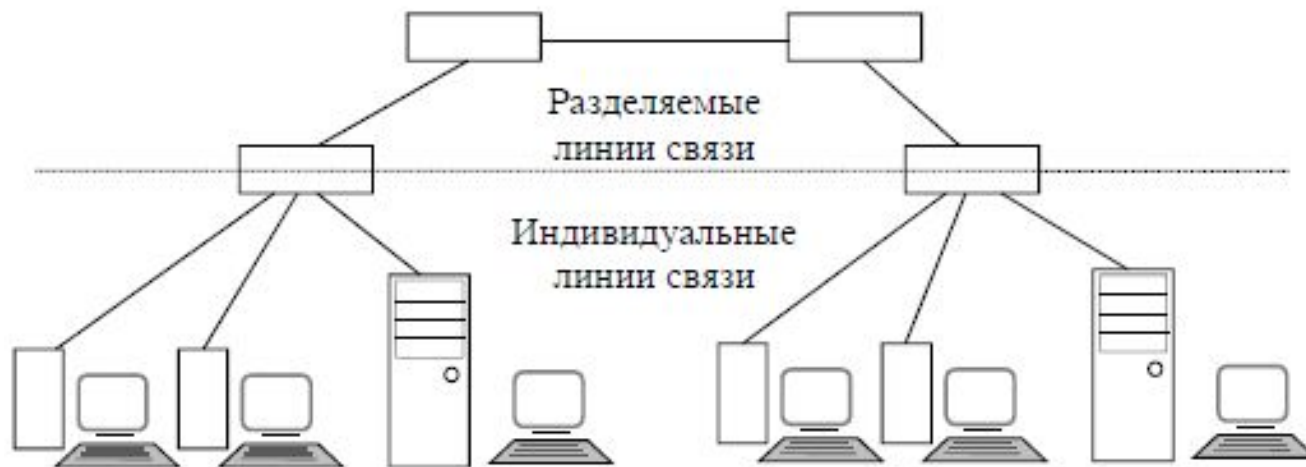 Разделяемые
линии связи
Индивидуальные
линии связи